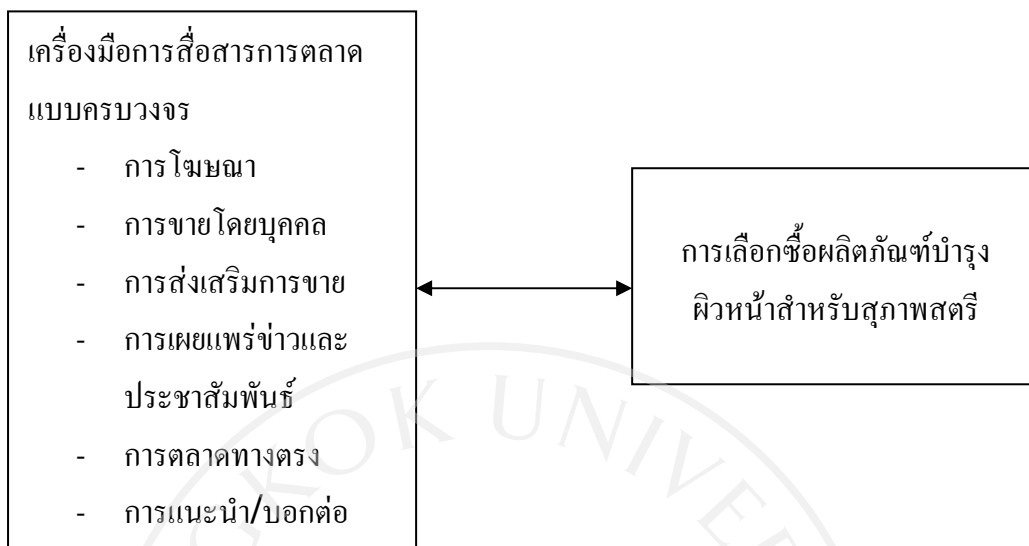 เครื่องมือการสื่อสารการตลาด
แบบครบวงจร
- การโฆษณา
- การขายโดยบุคคล
- การส่งเสริมการขาย
- การเผยแพร่ข่าวและ
ประชาสัมพันธ์
- การตลาดทางตรง
- การแนะนำ/บอกต่อ
การเลือกซื้อผลิตภัณฑ์บำรุง
ผิวหน้าสำหรับสุภาพสตรี
GKOK UNIVER